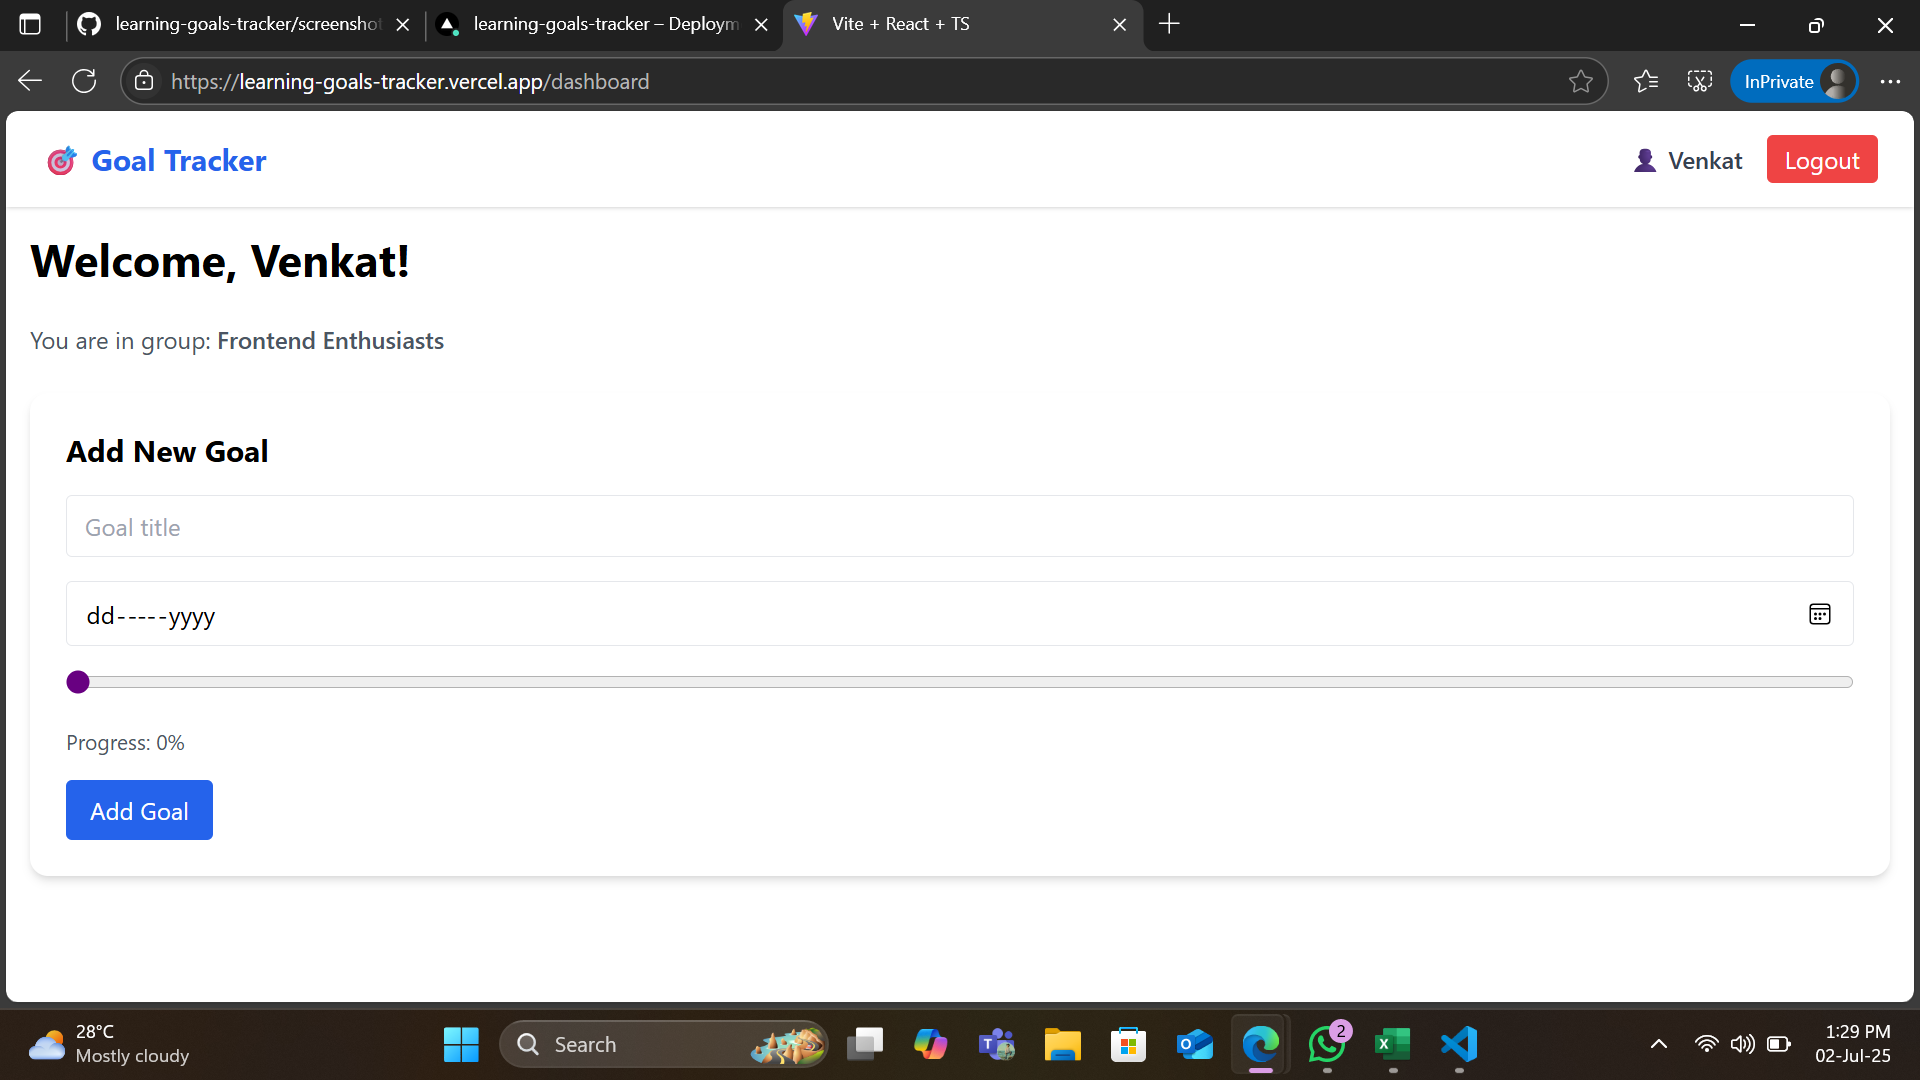 learning-goals-tracker/screenshot
learning-goals-tracker – Deploym
Vite + React + TS
https://learning-goals-tracker.vercel.app/dashboard
InPrivate
Goal Tracker
Venkat
Logout
Welcome, Venkat!
You are in group: Frontend Enthusiasts
Add New Goal
Goal title
dd-----yyyy
Progress: 0%
Add Goal
28°C
Mostly cloudy
Search
2
1:29 PM
02-Jul-25